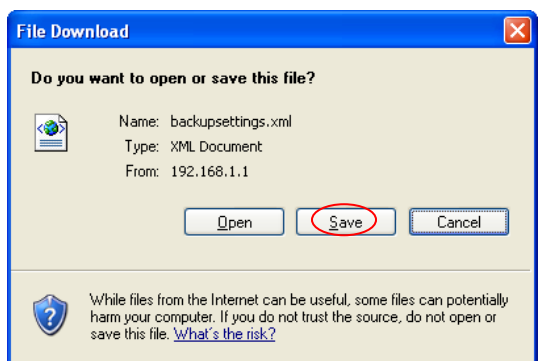 File Download
Do you want to open or save this file?
Name: backupsettings.xml
Type: XML Document
From: 192.168.1.1
Open Save Cancel
While files from the Internet can be useful, some files can potentially
harm your computer. If you do not trust the source, do not open or
save this file. What's the risk?